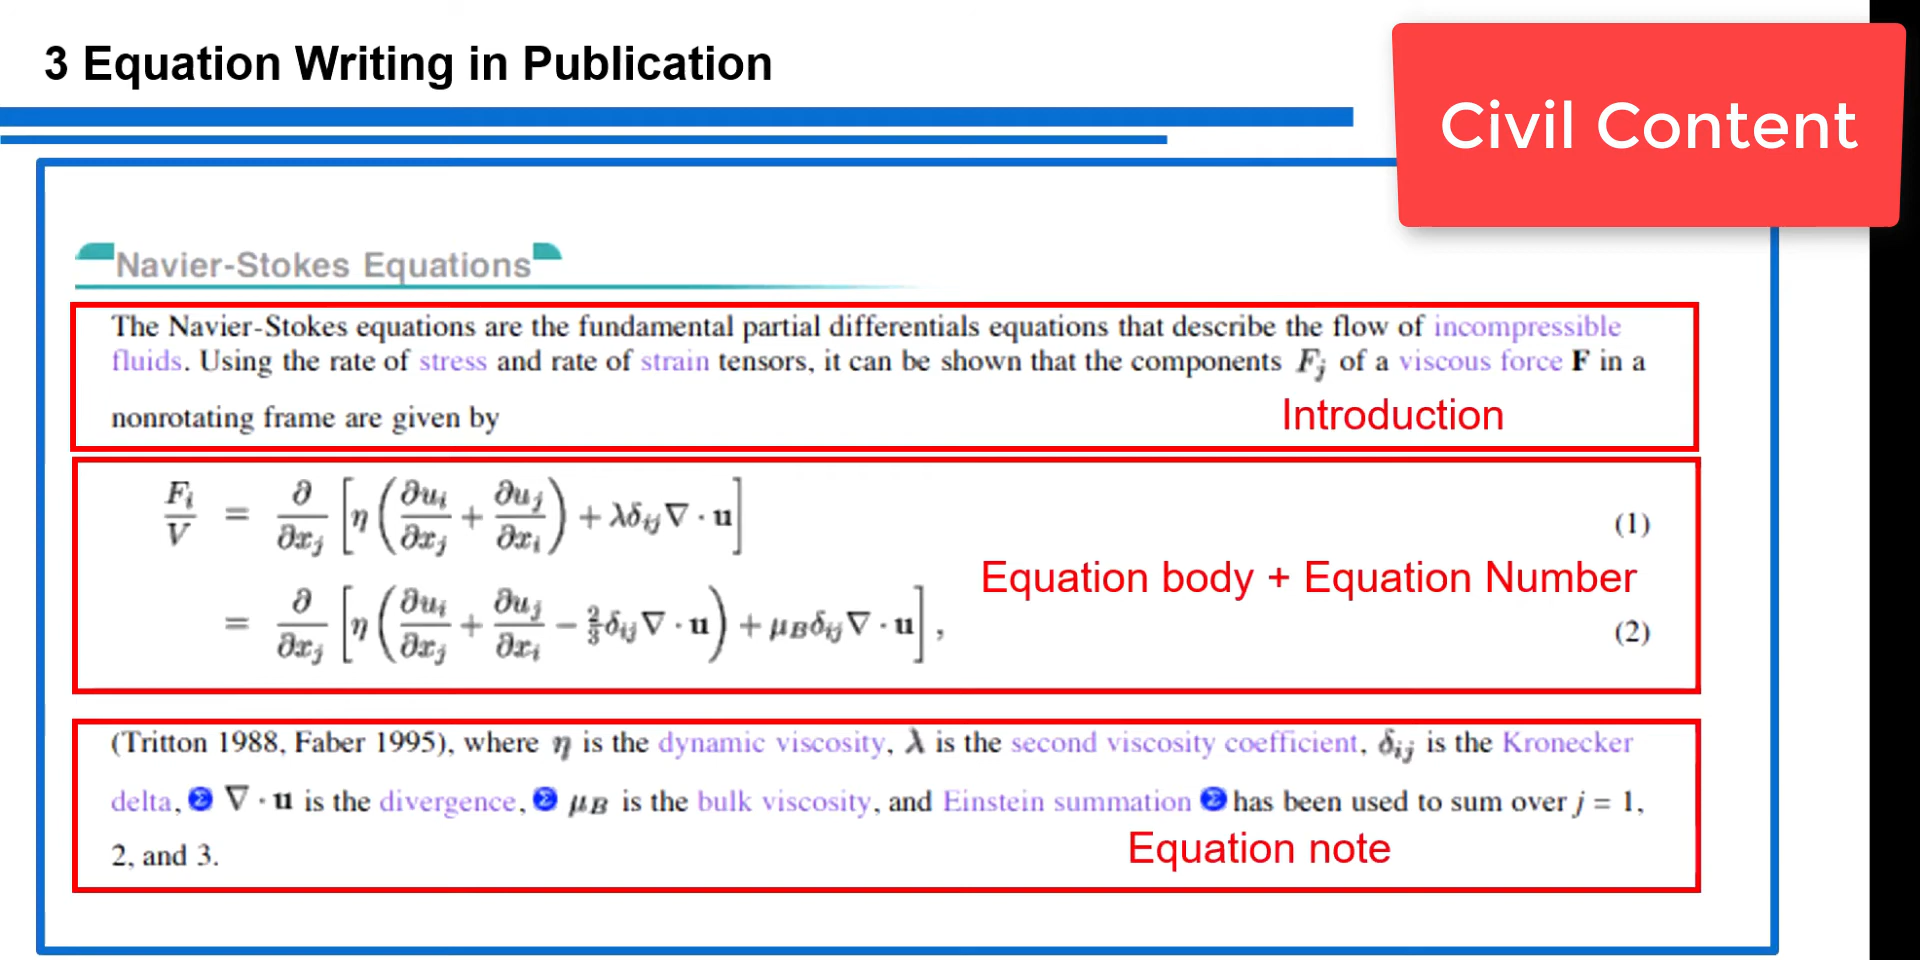 3 Equation Writing in Publication
Civil Content
Navier-Stokes Equations
The Navier-Stokes equations are the fundamental partial differentials equations that describe the flow of incompressible
fluids. Using the rate of stress and rate of strain tensors, it can be shown that the components F_j of a viscous force F in a
nonrotating frame are given by
Introduction
F_i/V = ∂/∂x_j [η (∂u_i/∂x_j + ∂u_j/∂x_i) + λδ_ij ∇ · u] (1)
Equation body + Equation Number
= ∂/∂x_j [η (∂u_i/∂x_j + ∂u_j/∂x_i − 2/3 δ_ij ∇ · u) + μ_B δ_ij ∇ · u], (2)
(Tritton 1988, Faber 1995), where η is the dynamic viscosity, λ is the second viscosity coefficient, δ_ij is the Kronecker
delta, Σ ∇ · u is the divergence, Σ μ_B is the bulk viscosity, and Einstein summation Σ has been used to sum over j = 1,
2, and 3.
Equation note